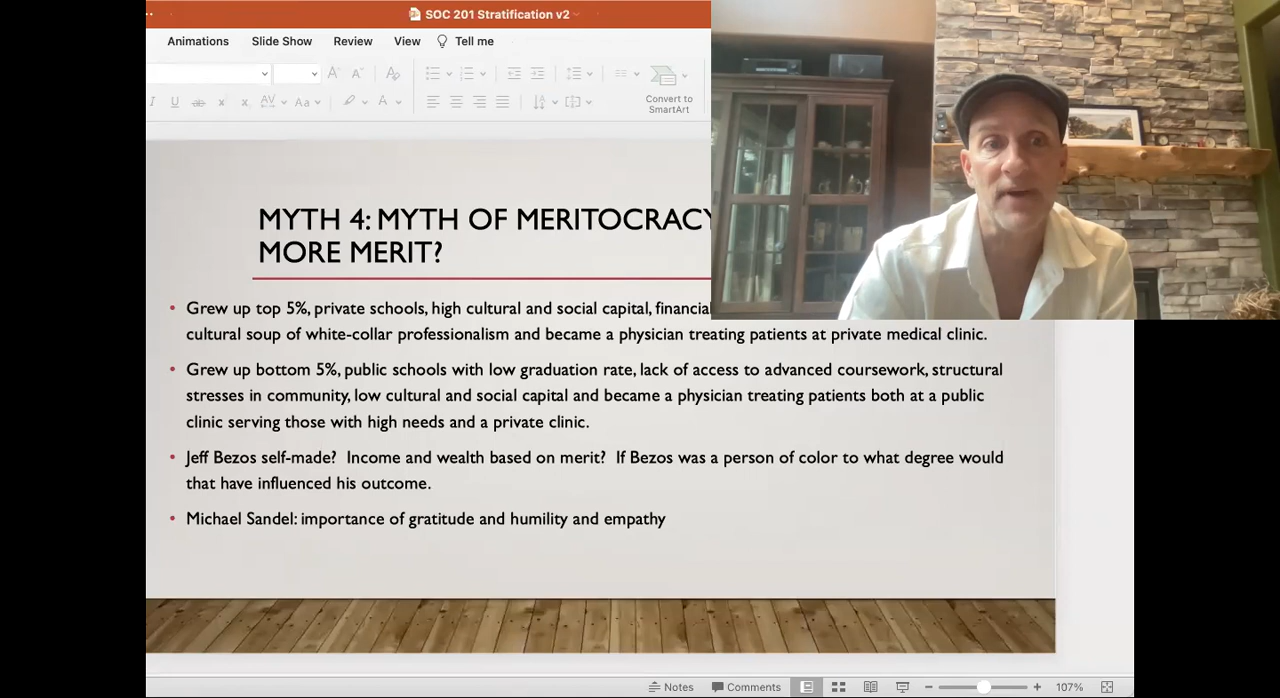 SOC 201 Stratification v2
Animations Slide Show Review View Tell me
Convert to
SmartArt
MYTH 4: MYTH OF MERITOCRACY
MORE MERIT?
• Grew up top 5%, private schools, high cultural and social capital, financial
cultural soup of white-collar professionalism and became a physician treating patients at private medical clinic.
• Grew up bottom 5%, public schools with low graduation rate, lack of access to advanced coursework, structural
stresses in community, low cultural and social capital and became a physician treating patients both at a public
clinic serving those with high needs and a private clinic.
• Jeff Bezos self-made? Income and wealth based on merit? If Bezos was a person of color to what degree would
that have influenced his outcome.
• Michael Sandel: importance of gratitude and humility and empathy
Notes Comments 107%